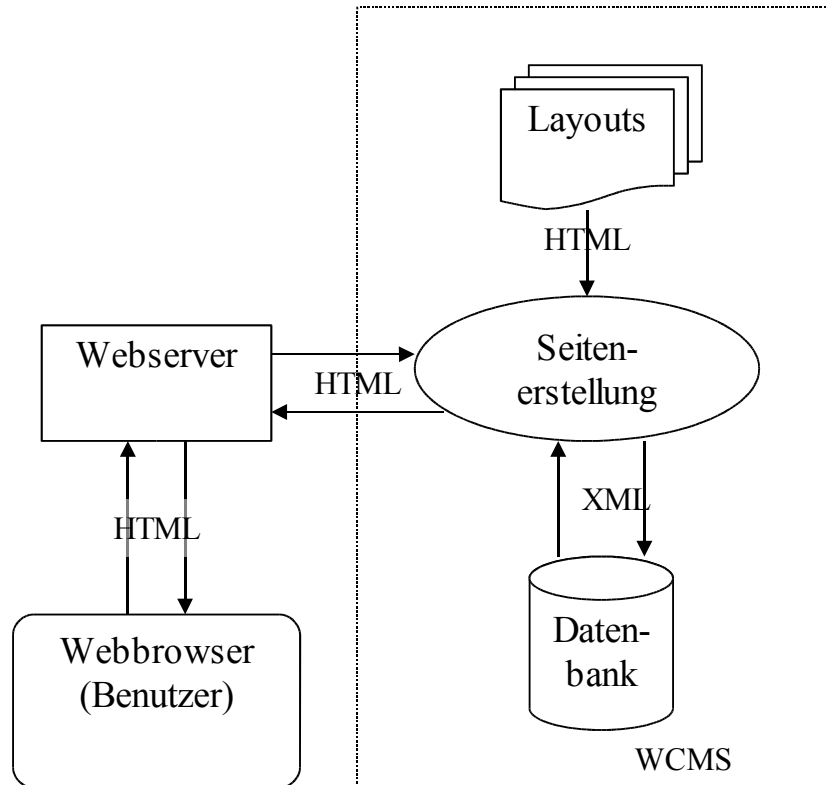 Layouts
HTML
Webserver
Seiten-
erstellung
HTML
HTML
XML
Webbrowser
(Benutzer)
Daten-
bank
WCMS